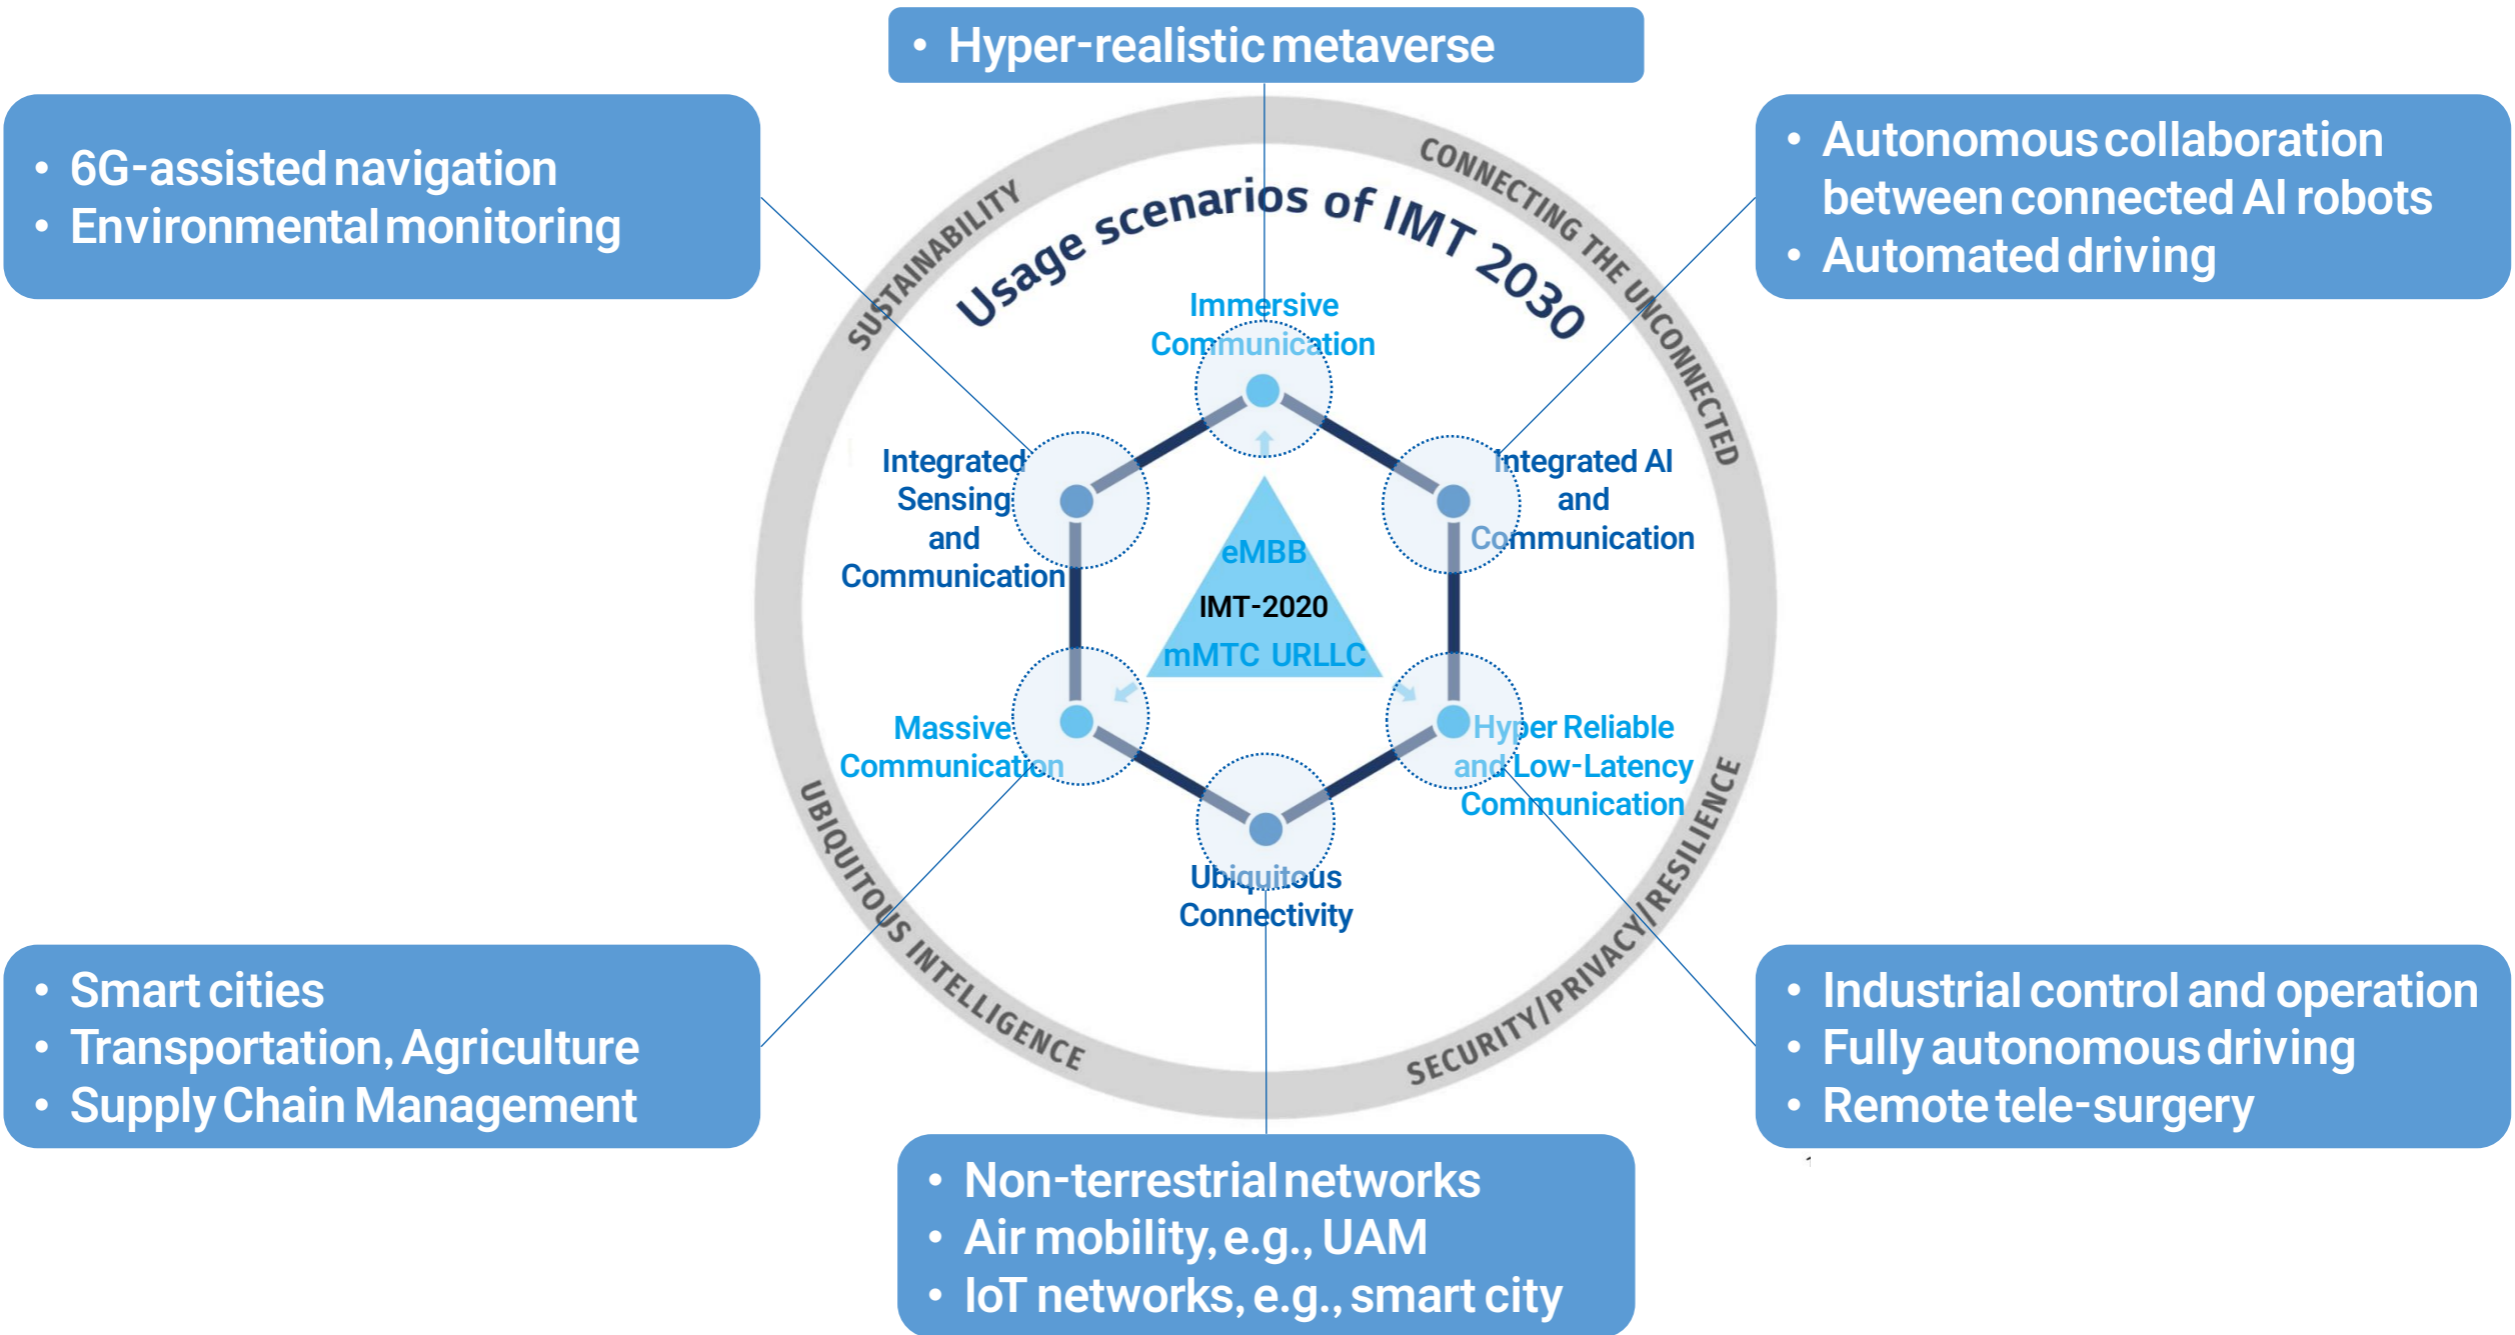 • Hyper-realistic metaverse
• 6G-assisted navigation
• Environmental monitoring
• Autonomous collaboration
between connected AI robots
• Automated driving
SUSTAINABILITY
CONNECTING THE UNCONNECTED
Usage scenarios of IMT 2030
Immersive
Communication
Integrated
Sensing
and
Communication
Integrated AI
and
Communication
eMBB
IMT-2020
mMTC URLLC
Massive
Communication
Hyper Reliable
and Low-Latency
Communication
Ubiquitous
Connectivity
UBIQUITOUS INTELLIGENCE
SECURITY/PRIVACY/RESILIENCE
• Smart cities
• Transportation, Agriculture
• Supply Chain Management
• Industrial control and operation
• Fully autonomous driving
• Remote tele-surgery
• Non-terrestrial networks
• Air mobility, e.g., UAM
• IoT networks, e.g., smart city